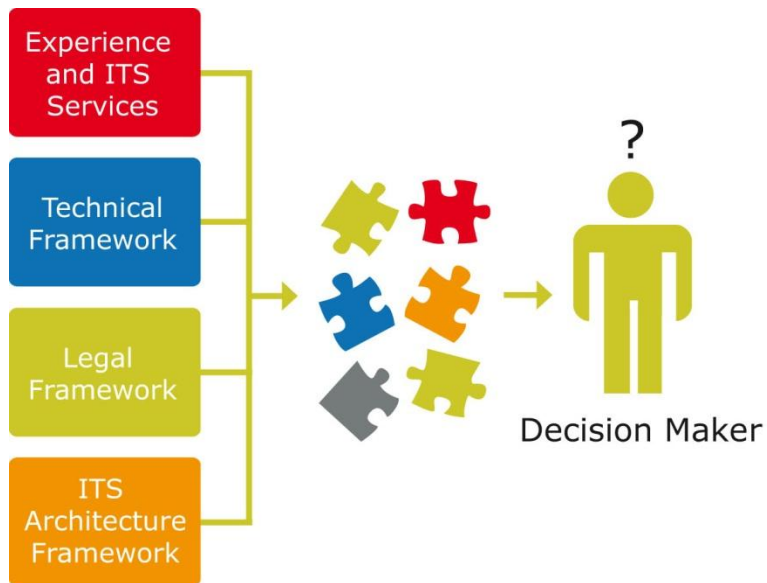 Experience
and ITS
Services
Technical
Framework
Legal
Framework
ITS
Architecture
Framework
?
Decision Maker